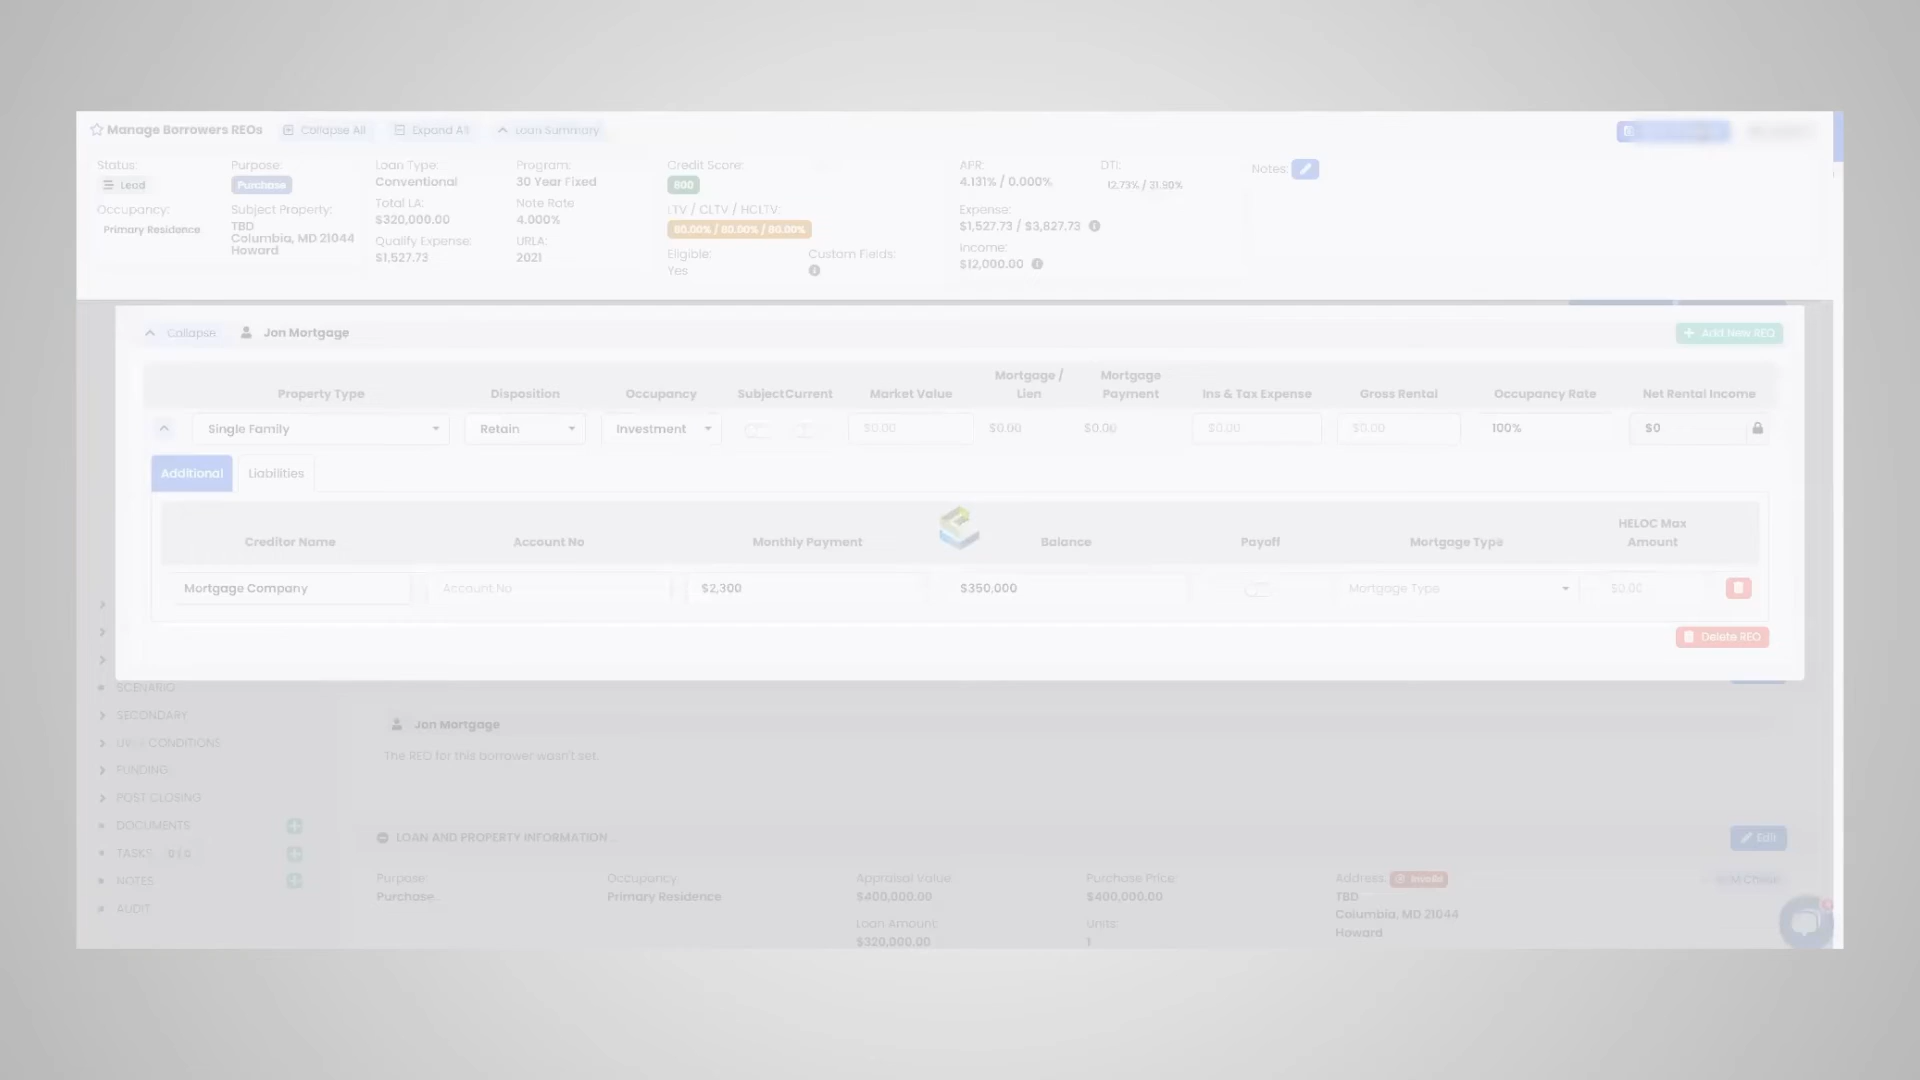 Manage Borrowers REOs Collapse All Expand All Loan Summary
Status: Purpose: Loan Type: Program: Credit Score: APR: DTI: Notes:
Lead Purchase Conventional 30 Year Fixed 800 4.131% / 0.000% 12.73% / 31.90%
Occupancy: Subject Property: Total LA: Note Rate LTV / CLTV / HCLTV: Expense:
Primary Residence TBD $320,000.00 4.000% 80.00% / 80.00% / 80.00% $1,527.73 / $3,827.73
Columbia, MD 21044
Howard
Qualify Expense: URLA: Eligible: Custom Fields: Income:
$1,527.73 2021 Yes $12,000.00
Collapse Jon Mortgage Add New REO
Property Type Disposition Occupancy Subject Current Market Value Mortgage / Lien Mortgage Payment Ins & Tax Expense Gross Rental Occupancy Rate Net Rental Income
Single Family Retain Investment $0.00 $0.00 $0.00 $0.00 $0.00 100% $0
Additional Liabilities
Creditor Name Account No Monthly Payment Balance Payoff Mortgage Type HELOC Max Amount
Mortgage Company Account No $2,300 $350,000 Mortgage Type $0.00
Delete REO
SCENARIO
SECONDARY
Jon Mortgage
CONDITIONS
The REO for this borrower wasn't set.
FUNDING
POST CLOSING
DOCUMENTS
TASKS 0 / 0
NOTES
AUDIT
LOAN AND PROPERTY INFORMATION Edit
Purpose: Occupancy: Appraisal Value: Purchase Price: Address: Invalid
Purchase Primary Residence $400,000.00 $400,000.00 TBD
Loan Amount: Units: Columbia, MD 21044
$320,000.00 1 Howard